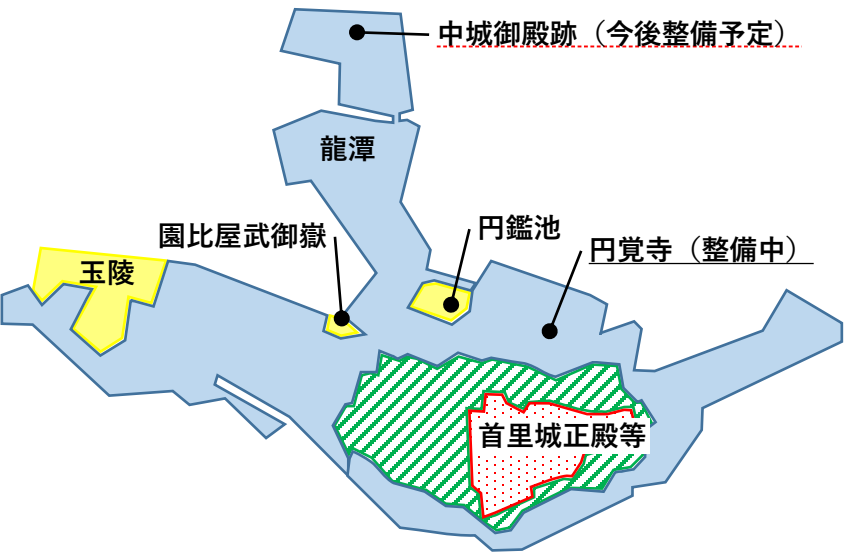 中城御殿跡（今後整備予定）
龍潭
園比屋武御嶽
円鑑池
円覚寺（整備中）
玉陵
首里城正殿等